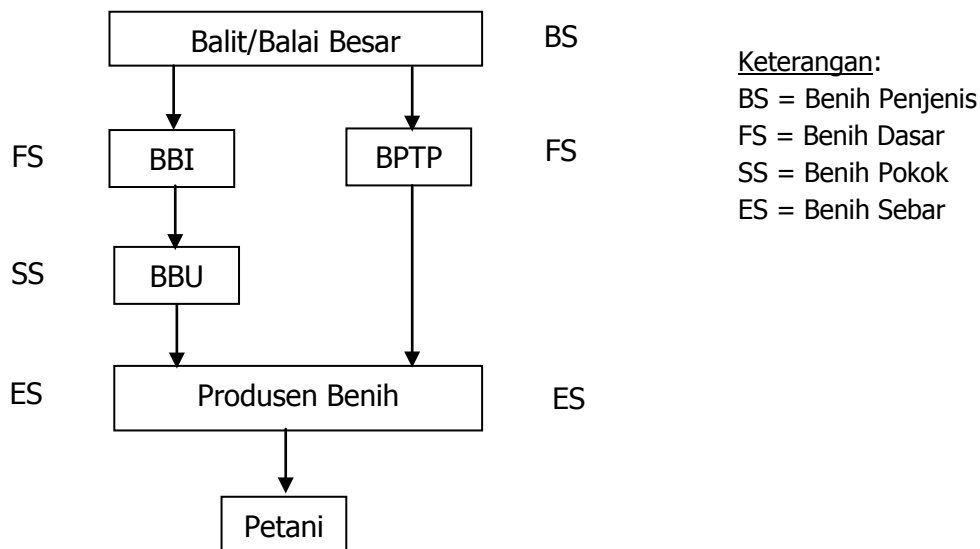 Balit/Balai Besar
BS
FS
BBI
BPTP
FS
SS
BBU
ES
Produsen Benih
ES
Petani
Keterangan:
BS = Benih Penjenis
FS = Benih Dasar
SS = Benih Pokok
ES = Benih Sebar